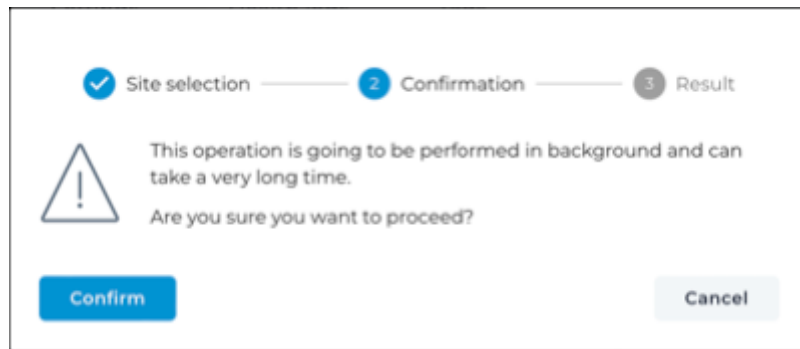 Site selection 2 Confirmation 3 Result
This operation is going to be performed in background and can
take a very long time.
Are you sure you want to proceed?
Confirm Cancel